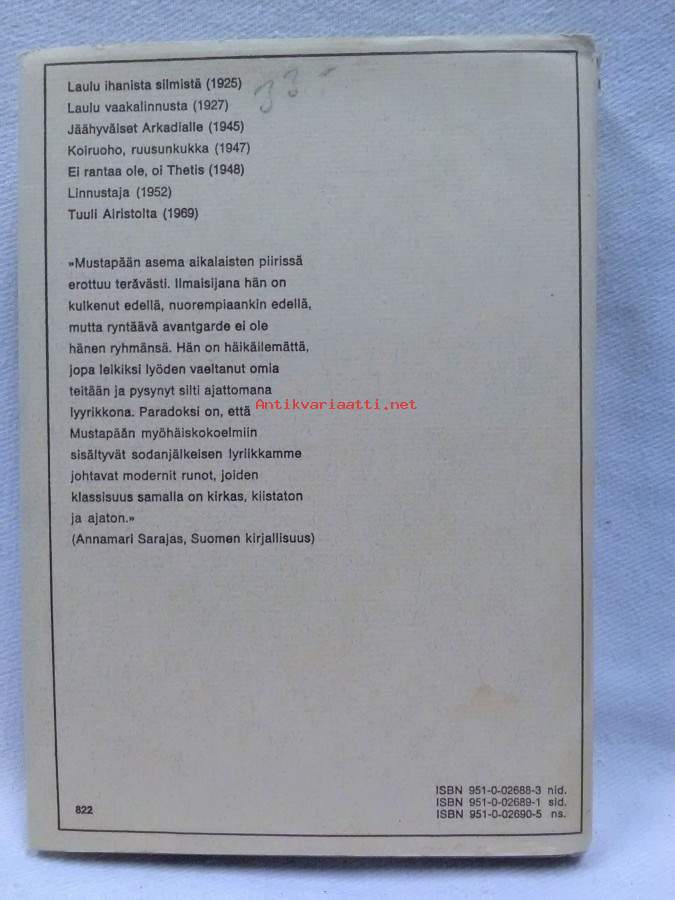 Laulu ihanista silmistä (1925)
33-
Laulu vaakalinnusta (1927)
Jäähyväiset Arkadialle (1945)
Koiruoho, ruusunkukka (1947)
Ei rantaa ole, oi Thetis (1948)
Linnustaja (1952)
Tuuli Airistolta (1969)
»Mustapään asema aikalaisten piirissä
erottuu terävästi. Ilmaisijana hän on
kulkenut edellä, nuorempiaankin edellä,
mutta ryntäävä avantgarde ei ole
hänen ryhmänsä. Hän on häikäilemättä,
jopa leikiksi lyöden vaeltanut omia
teitään ja pysynyt silti ajattomana
lyyrikkona. Paradoksi on, että
Antikvariaatti.net
Mustapään myöhäiskokoelmiin
sisältyvät sodanjälkeisen lyriikkamme
johtavat modernit runot, joiden
klassisuus samalla on kirkas, kiistaton
ja ajaton.»
(Annamari Sarajas, Suomen kirjallisuus)
ISBN 951-0-02688-3 nid.
ISBN 951-0-02689-1 sid.
ISBN 951-0-02690-5 ns.
822